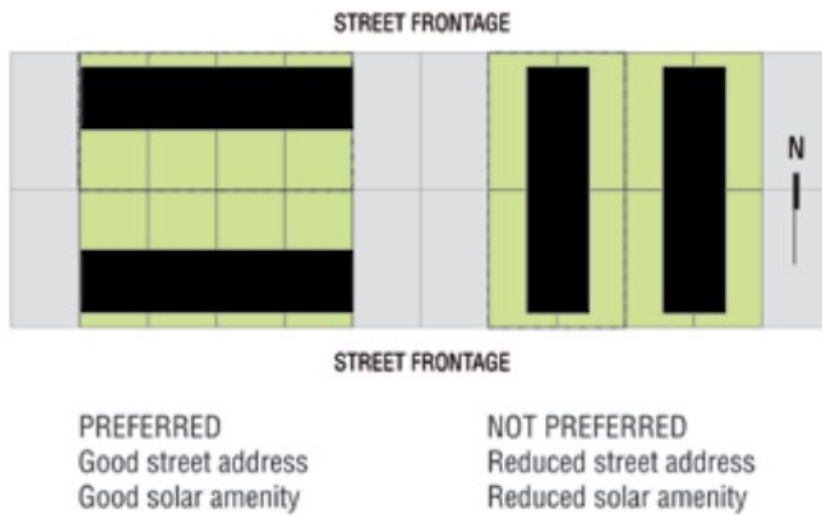 STREET FRONTAGE
N
STREET FRONTAGE
PREFERRED
Good street address
Good solar amenity
NOT PREFERRED
Reduced street address
Reduced solar amenity